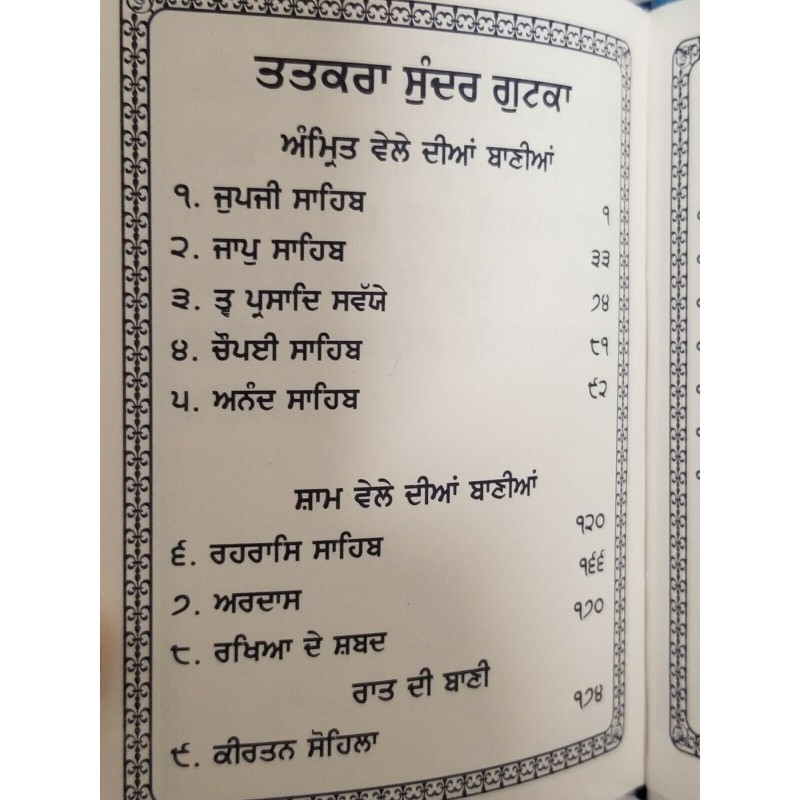 ਤਤਕਰਾ ਸੁੰਦਰ ਗੁਟਕਾ
ਅੰਮ੍ਰਿਤ ਵੇਲੇ ਦੀਆਂ ਬਾਣੀਆਂ
੧. ਜੁਪਜੀ ਸਾਹਿਬ ੧
੨. ਜਾਪੁ ਸਾਹਿਬ ੩੩
੩. ਤ੍ਵ ਪ੍ਰਸਾਦਿ ਸਵੱਯੇ ੭੪
੪. ਚੌਪਈ ਸਾਹਿਬ ੮੧
੫. ਅਨੰਦ ਸਾਹਿਬ ੯੨
ਸ਼ਾਮ ਵੇਲੇ ਦੀਆਂ ਬਾਣੀਆਂ
੬. ਰਹਰਾਸਿ ਸਾਹਿਬ ੧੨੦
੭. ਅਰਦਾਸ ੧੬੬
੮. ਰਖਿਆ ਦੇ ਸ਼ਬਦ ੧੭੦
ਰਾਤ ਦੀ ਬਾਣੀ
੯. ਕੀਰਤਨ ਸੋਹਿਲਾ ੧੭੪